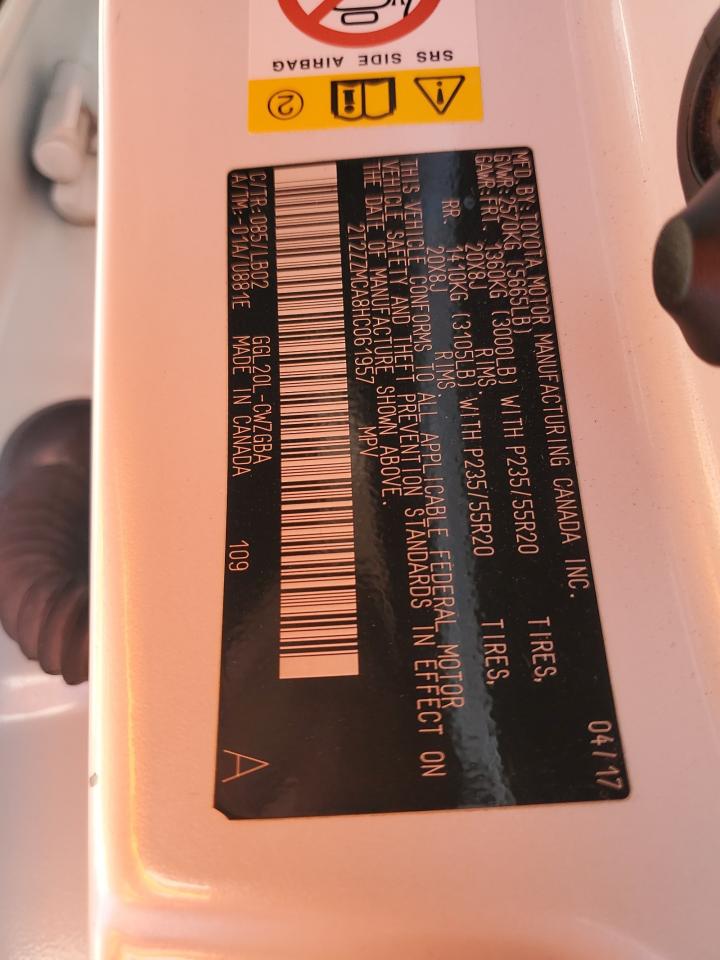 SRS SIDE AIRBAG
2
MFD.BY: TOYOTA MOTOR MANUFACTURING CANADA INC. 04/17
GVWR:2570KG (5665LB)
GAWR: FRT. 1360KG (3000LB) WITH P235/55R20 TIRES,
20X8J RIMS,
RR. 1410KG (3105LB) WITH P235/55R20 TIRES,
20X8J RIMS.
THIS VEHICLE CONFORMS TO ALL APPLICABLE FEDERAL MOTOR
VEHICLE SAFETY AND THEFT PREVENTION STANDARDS IN EFFECT ON
THE DATE OF MANUFACTURE SHOWN ABOVE.
2T2ZZMCA8HC061957 MPV
C/TR:085/LB02 GGL20L-CWZGBA
A/TM:-01A/U881E MADE IN CANADA 109
A